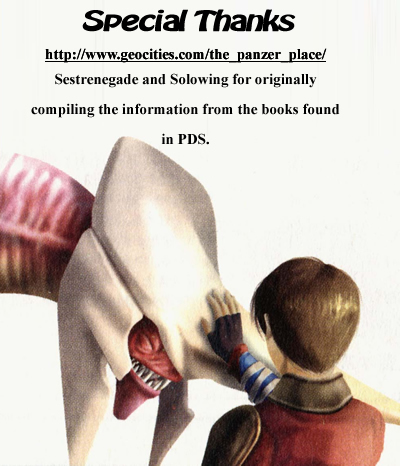 Special Thanks
http://www.geocities.com/the_panzer_place/
Sestrenegade and Solowing for originally
compiling the information from the books found
in PDS.